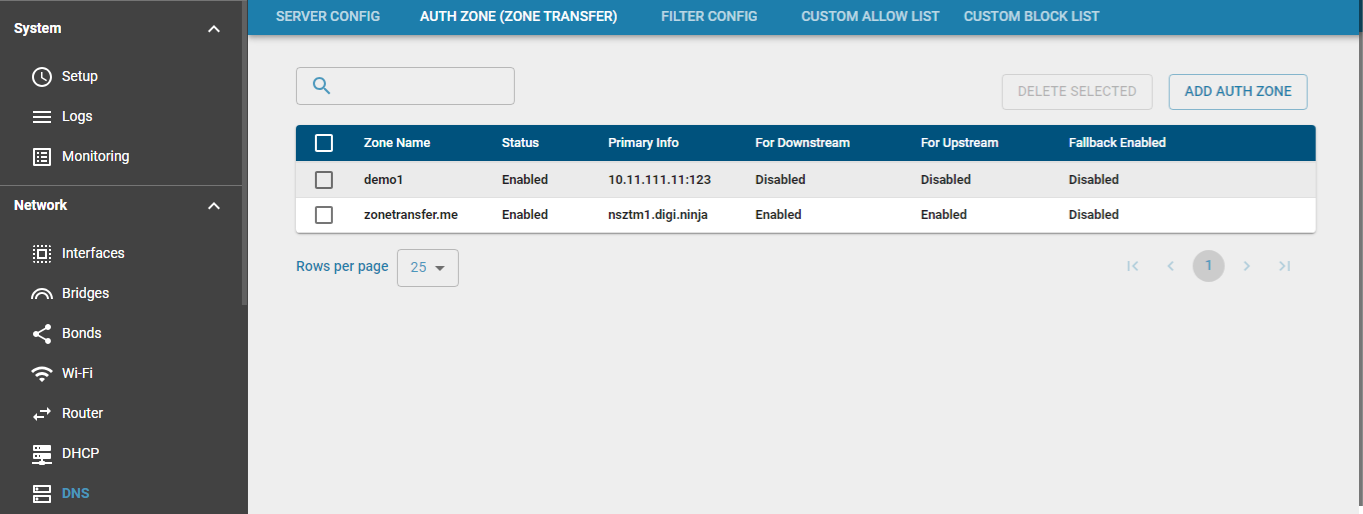 System
Setup
Logs
Monitoring
Network
Interfaces
Bridges
Bonds
Wi-Fi
Router
DHCP
DNS
SERVER CONFIG AUTH ZONE (ZONE TRANSFER) FILTER CONFIG CUSTOM ALLOW LIST CUSTOM BLOCK LIST
DELETE SELECTED ADD AUTH ZONE
Zone Name Status Primary Info For Downstream For Upstream Fallback Enabled
demo1 Enabled 10.11.111.11:123 Disabled Disabled Disabled
zonetransfer.me Enabled nsztm1.digi.ninja Enabled Enabled Disabled
Rows per page 25 1